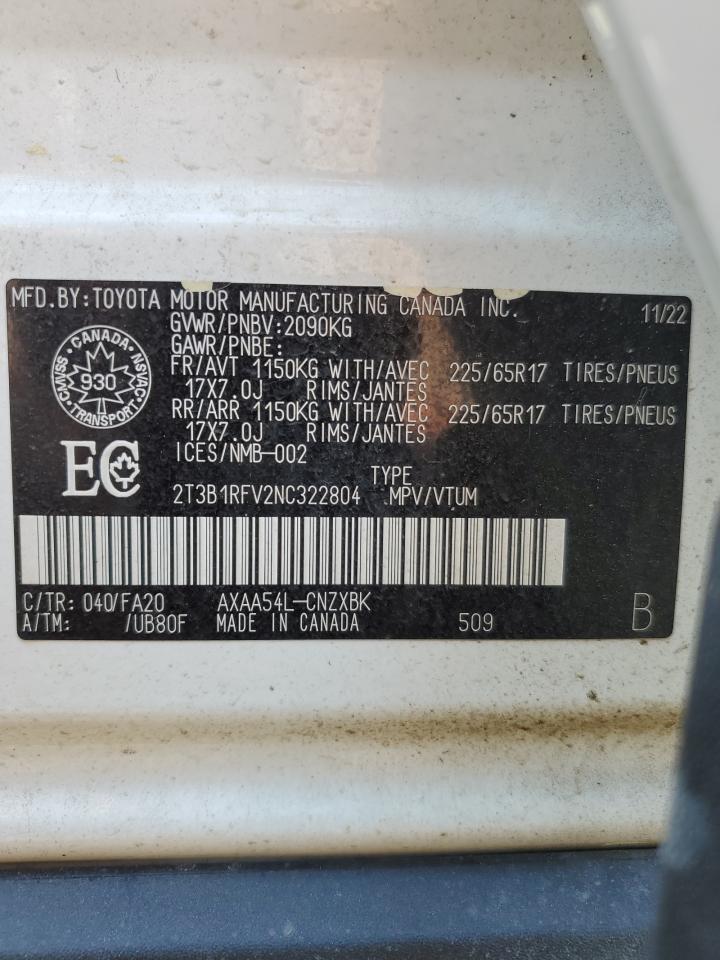 MFD.BY:TOYOTA MOTOR MANUFACTURING CANADA INC. 11/22
GVWR/PNBV:2090KG
GAWR/PNBE:
FR/AVT 1150KG WITH/AVEC 225/65R17 TIRES/PNEUS
17X7.0J RIMS/JANTES
RR/ARR 1150KG WITH/AVEC 225/65R17 TIRES/PNEUS
17X7.0J RIMS/JANTES
ICES/NMB-002
CANADA
CMVSS 930 NSVAC
TRANSPORT
EC
TYPE
2T3B1RFV2NC322804 MPV/VTUM
C/TR: 040/FA20 AXAA54L-CNZXBK
A/TM: /UB80F MADE IN CANADA 509 B